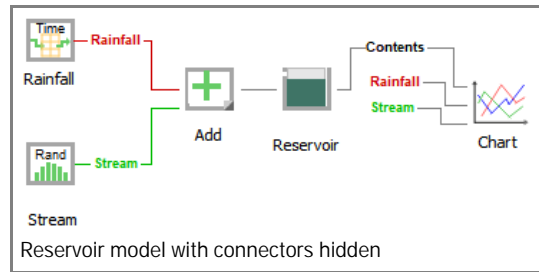 Time
Rainfall
Rainfall
Contents
Rainfall
Stream
Add
Reservoir
Chart
Rand
Stream
Stream
Reservoir model with connectors hidden